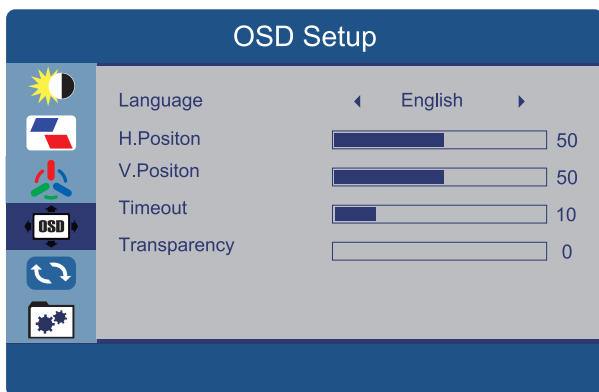 OSD Setup
Language English
H.Positon 50
V.Positon 50
Timeout 10
OSD
Transparency 0